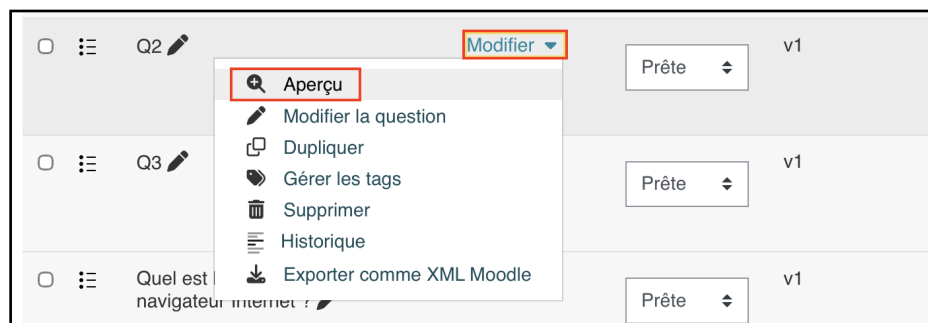 Q2 Modifier Prête v1
Aperçu
Modifier la question
Dupliquer
Q3 Prête v1
Gérer les tags
Supprimer
Historique
Exporter comme XML Moodle
Quel est Prête v1
navigateur Internet ?